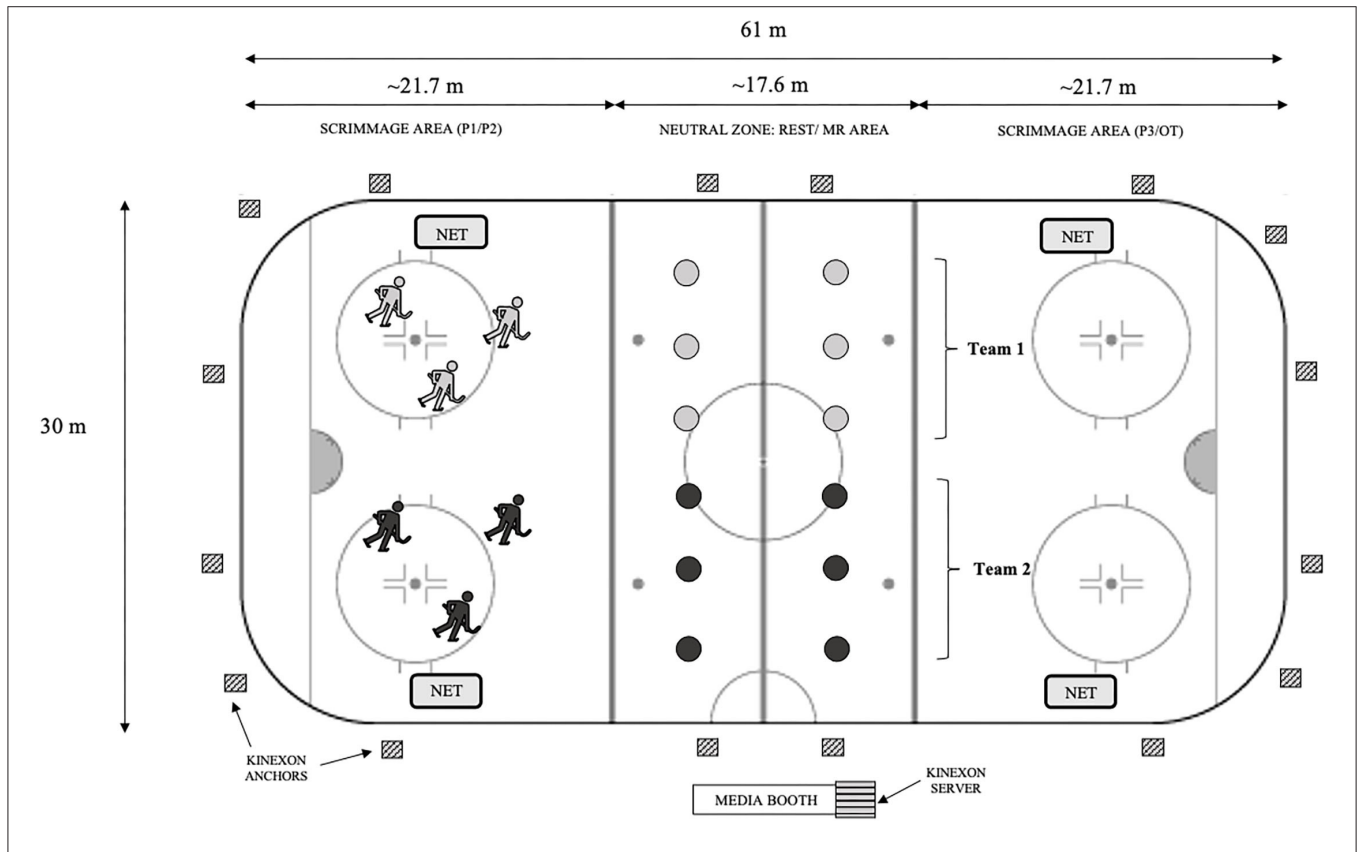 61 m
~21.7 m
~17.6 m
~21.7 m
SCRIMMAGE AREA (P1/P2)
NEUTRAL ZONE: REST/ MR AREA
SCRIMMAGE AREA (P3/OT)
NET
NET
Team 1
30 m
Team 2
NET
NET
KINEXON
ANCHORS
MEDIA BOOTH
KINEXON
SERVER